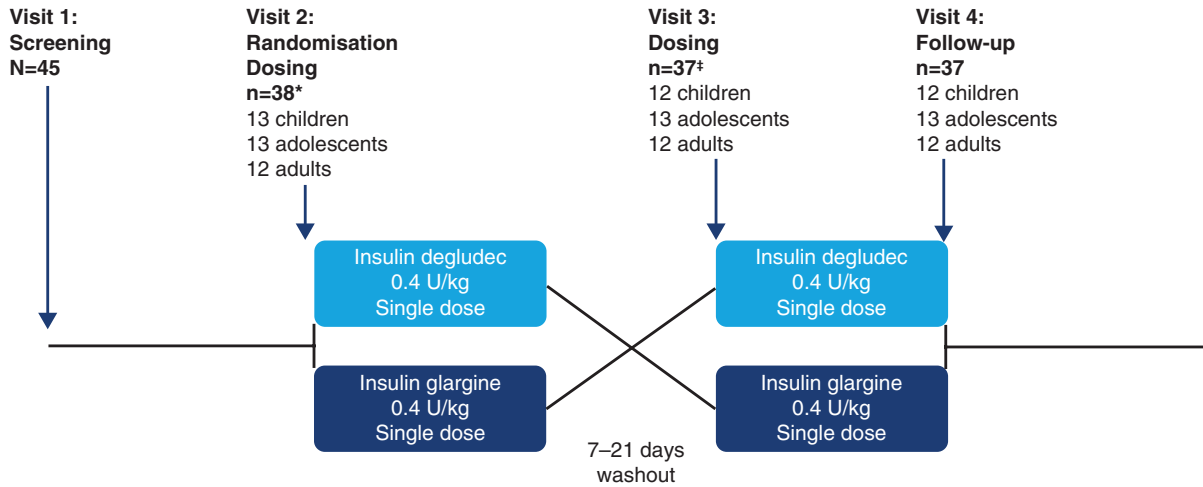 Visit 1:
Screening
N=45
Visit 2:
Randomisation
Dosing
n=38*
13 children
13 adolescents
12 adults
Visit 3:
Dosing
n=37‡
12 children
13 adolescents
12 adults
Visit 4:
Follow-up
n=37
12 children
13 adolescents
12 adults
Insulin degludec
0.4 U/kg
Single dose
Insulin degludec
0.4 U/kg
Single dose
Insulin glargine
0.4 U/kg
Single dose
Insulin glargine
0.4 U/kg
Single dose
7–21 days
washout